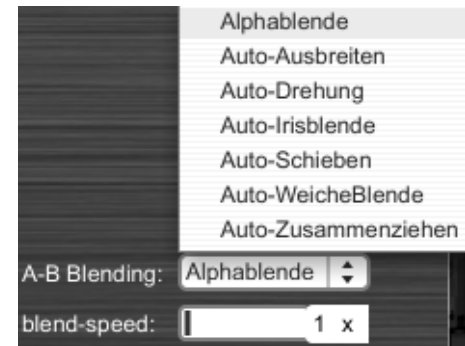 Alphablende
Auto-Ausbreiten
Auto-Drehung
Auto-Irisblende
Auto-Schieben
Auto-WeicheBlende
Auto-Zusammenziehen
A-B Blending: Alphablende
blend-speed: 1 x